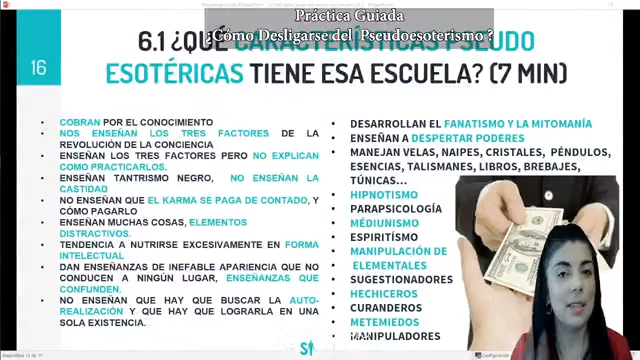 Práctica Guiada
¿Cómo Desligarse del Pseudoesoterismo ?
6.1 ¿QUÉ CARACTERÍSTICAS PSEUDO
16
ESOTÉRICAS TIENE ESA ESCUELA? (7 MIN)
• COBRAN POR EL CONOCIMIENTO
• NOS ENSEÑAN LOS TRES FACTORES DE LA
REVOLUCIÓN DE LA CONCIENCIA
• ENSEÑAN LOS TRES FACTORES PERO NO EXPLICAN
COMO PRACTICARLOS.
• ENSEÑAN TANTRISMO NEGRO, NO ENSEÑAN LA
CASTIDAD
• NO ENSEÑAN QUE EL KARMA SE PAGA DE CONTADO, Y
CÓMO PAGARLO
• ENSEÑAN MUCHAS COSAS, ELEMENTOS
DISTRACTIVOS.
• TENDENCIA A NUTRIRSE EXCESIVAMENTE EN FORMA
INTELECTUAL
• DAN ENSEÑANZAS DE INEFABLE APARIENCIA QUE NO
CONDUCEN A NINGÚN LUGAR, ENSEÑANZAS QUE
CONFUNDEN.
• NO ENSEÑAN QUE HAY QUE BUSCAR LA AUTO-
REALIZACIÓN Y QUE HAY QUE LOGRARLA EN UNA
SOLA EXISTENCIA.
• DESARROLLAN EL FANATISMO Y LA MITOMANÍA
• ENSEÑAN A DESPERTAR PODERES
• MANEJAN VELAS, NAIPES, CRISTALES, PÉNDULOS,
ESENCIAS, TALISMANES, LIBROS, BREBAJES,
TÚNICAS...
• HIPNOTISMO
• PARAPSICOLOGÍA
• MÉDIUNISMO
• ESPIRITÍSMO
• MANIPULACIÓN DE
ELEMENTALES
• SUGESTIONADORES
• HECHICEROS
• CURANDEROS
• METEMIEDOS
• MANIPULADORES